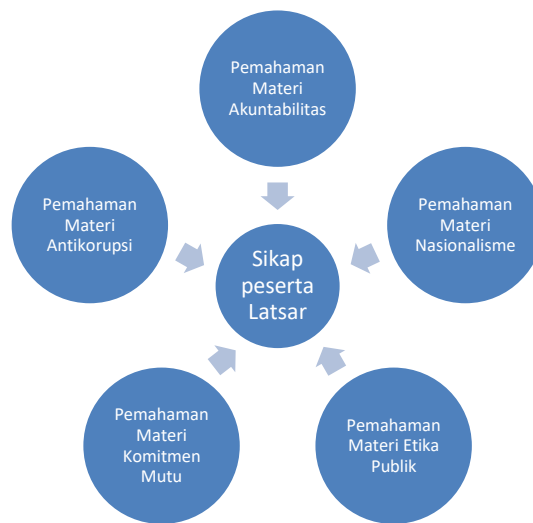 Pemahaman
Materi
Akuntabilitas
Pemahaman
Materi
Antikorupsi
Pemahaman
Materi
Nasionalisme
Sikap
peserta
Latsar
Pemahaman
Materi
Komitmen
Mutu
Pemahaman
Materi Etika
Publik